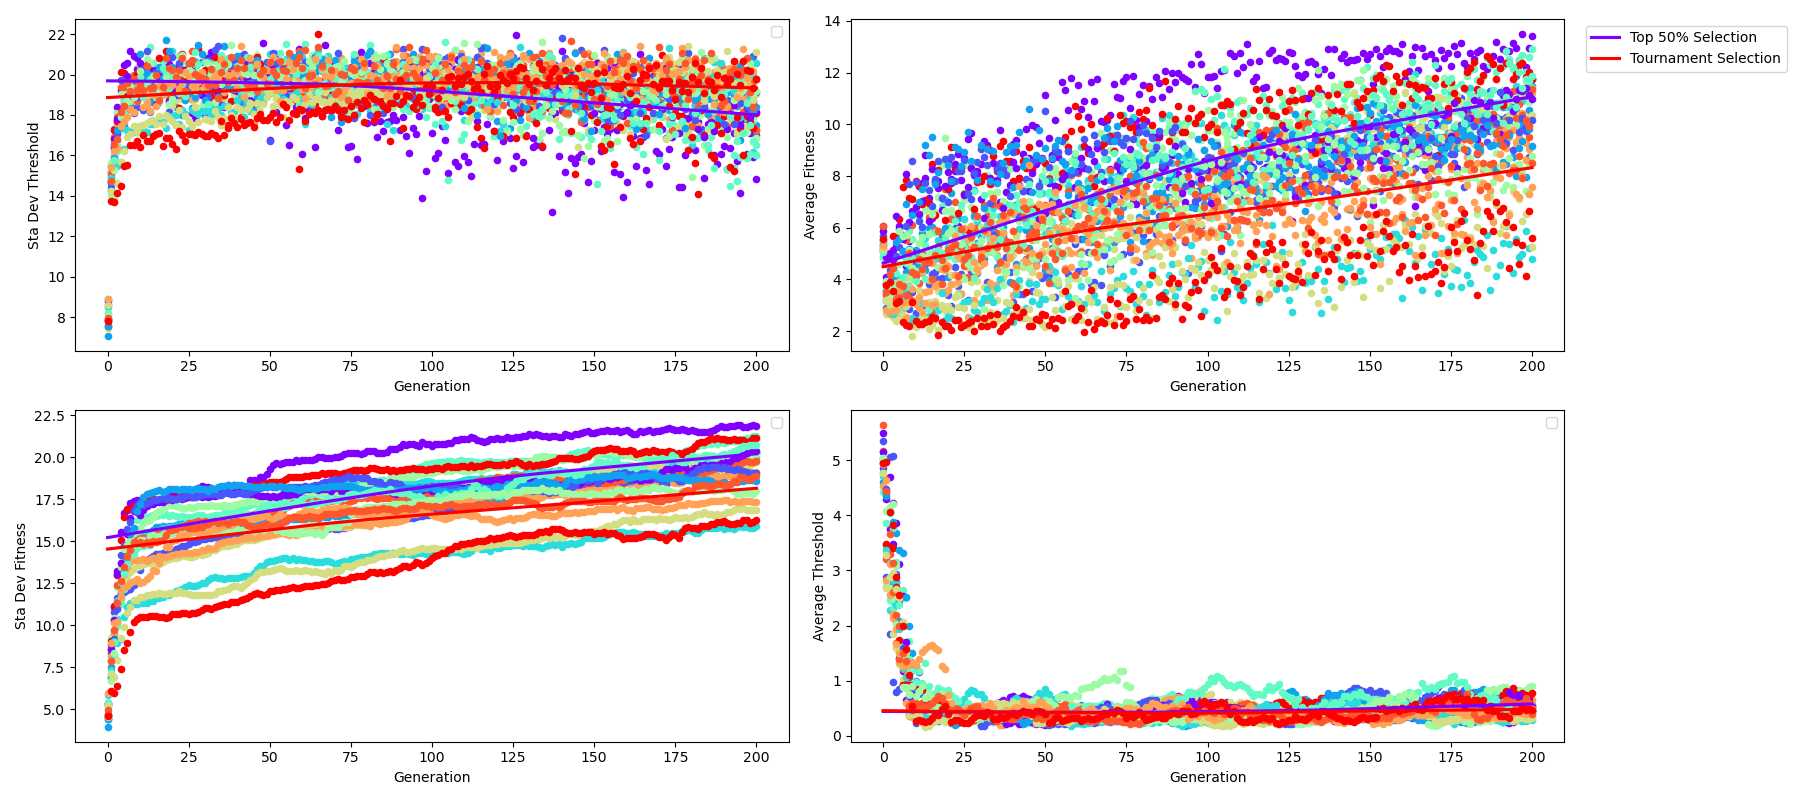 22
20
18
16
14
12
10
8
Sta Dev Threshold
0 25 50 75 100 125 150 175 200
Generation
14
12
10
8
6
4
2
Average Fitness
0 25 50 75 100 125 150 175 200
Generation
Top 50% Selection
Tournament Selection
22.5
20.0
17.5
15.0
12.5
10.0
7.5
5.0
Sta Dev Fitness
0 25 50 75 100 125 150 175 200
Generation
5
4
3
2
1
0
Average Threshold
0 25 50 75 100 125 150 175 200
Generation